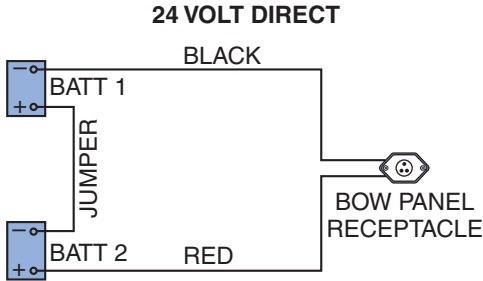 24 VOLT DIRECT
BLACK
−
BATT 1
+
JUMPER
−
BATT 2
RED
+
BOW PANEL
RECEPTACLE